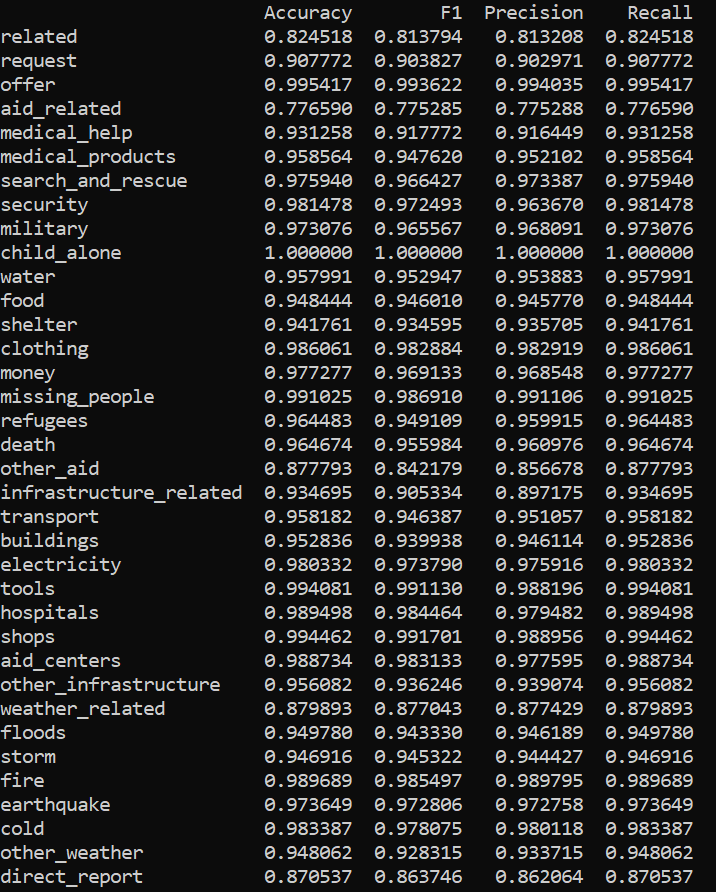 Accuracy F1 Precision Recall
related 0.824518 0.813794 0.813208 0.824518
request 0.907772 0.903827 0.902971 0.907772
offer 0.995417 0.993622 0.994035 0.995417
aid_related 0.776590 0.775285 0.775288 0.776590
medical_help 0.931258 0.917772 0.916449 0.931258
medical_products 0.958564 0.947620 0.952102 0.958564
search_and_rescue 0.975940 0.966427 0.973387 0.975940
security 0.981478 0.972493 0.963670 0.981478
military 0.973076 0.965567 0.968091 0.973076
child_alone 1.000000 1.000000 1.000000 1.000000
water 0.957991 0.952947 0.953883 0.957991
food 0.948444 0.946010 0.945770 0.948444
shelter 0.941761 0.934595 0.935705 0.941761
clothing 0.986061 0.982884 0.982919 0.986061
money 0.977277 0.969133 0.968548 0.977277
missing_people 0.991025 0.986910 0.991106 0.991025
refugees 0.964483 0.949109 0.959915 0.964483
death 0.964674 0.955984 0.960976 0.964674
other_aid 0.877793 0.842179 0.856678 0.877793
infrastructure_related 0.934695 0.905334 0.897175 0.934695
transport 0.958182 0.946387 0.951057 0.958182
buildings 0.952836 0.939938 0.946114 0.952836
electricity 0.980332 0.973790 0.975916 0.980332
tools 0.994081 0.991130 0.988196 0.994081
hospitals 0.989498 0.984464 0.979482 0.989498
shops 0.994462 0.991701 0.988956 0.994462
aid_centers 0.988734 0.983133 0.977595 0.988734
other_infrastructure 0.956082 0.936246 0.939074 0.956082
weather_related 0.879893 0.877043 0.877429 0.879893
floods 0.949780 0.943330 0.946189 0.949780
storm 0.946916 0.945322 0.944427 0.946916
fire 0.989689 0.985497 0.989795 0.989689
earthquake 0.973649 0.972806 0.972758 0.973649
cold 0.983387 0.978075 0.980118 0.983387
other_weather 0.948062 0.928315 0.933715 0.948062
direct_report 0.870537 0.863746 0.862064 0.870537